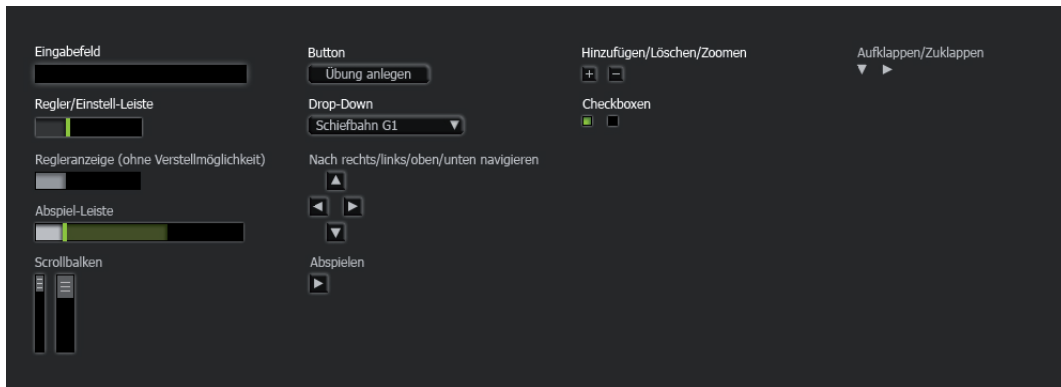 Eingabefeld
Regler/Einstell-Leiste
Regleranzeige (ohne Verstellmöglichkeit)
Abspiel-Leiste
Scrollbalken
Button
Übung anlegen
Drop-Down
Schiefbahn G1
Nach rechts/links/oben/unten navigieren
Abspielen
Hinzufügen/Löschen/Zoomen
Checkboxen
Aufklappen/Zuklappen